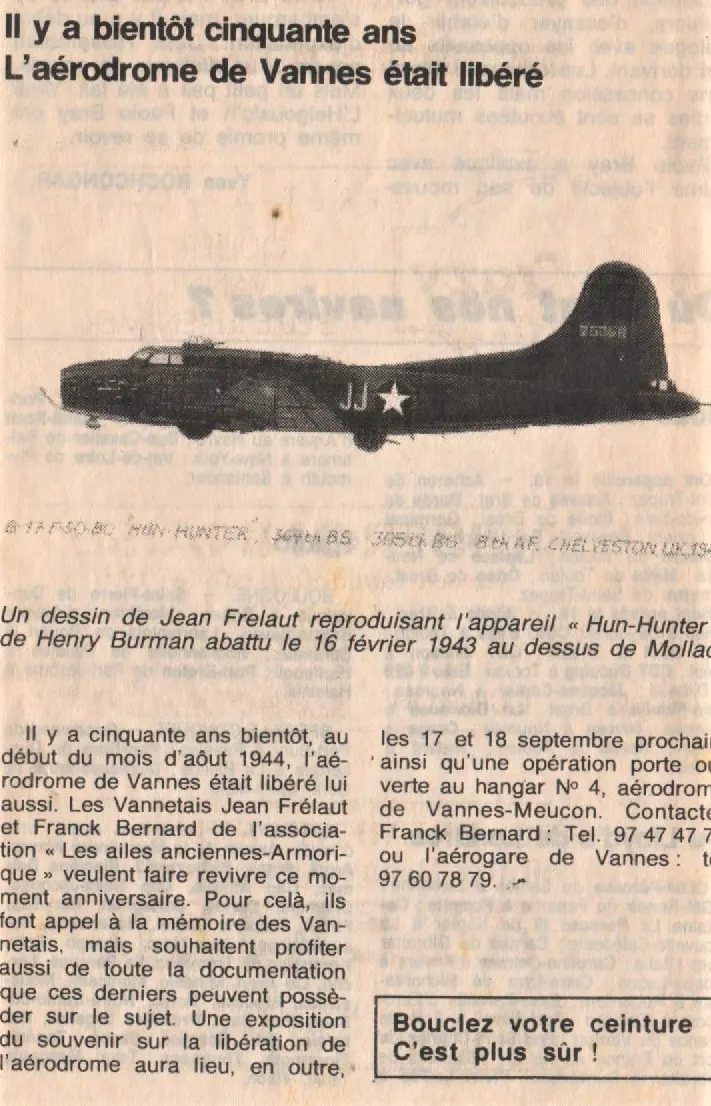 Il y a bientôt cinquante ans
L'aérodrome de Vannes était libéré
JJ
B-17 F-50-BO "HUN-HUNTER", 364th BS 305th BG 8th AF. CHELVESTON
Un dessin de Jean Frelaut reproduisant l'appareil « Hun-Hunter
de Henry Burman abattu le 16 février 1943 au dessus de Mollac
Il y a cinquante ans bientôt, au
début du mois d'aôut 1944, l'aé-
rodrome de Vannes était libéré lui
aussi. Les Vannetais Jean Frélaut
et Franck Bernard de l'associa-
tion « Les ailes anciennes-Armori-
que » veulent faire revivre ce mo-
ment anniversaire. Pour celà, ils
font appel à la mémoire des Van-
netais, mais souhaitent profiter
aussi de toute la documentation
que ces derniers peuvent possè-
der sur le sujet. Une exposition
du souvenir sur la libération de
l'aérodrome aura lieu, en outre,
les 17 et 18 septembre prochain
ainsi qu'une opération porte ou
verte au hangar Nº 4, aérodrom
de Vannes-Meucon. Contacte
Franck Bernard : Tel. 97 47 47 7
ou l'aérogare de Vannes : té
97 60 78 79.
Bouclez votre ceinture
C'est plus sûr !